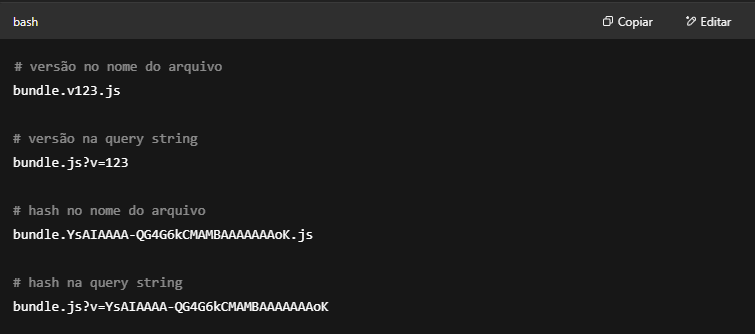 bash
Copiar
Editar
# versão no nome do arquivo
bundle.v123.js
# versão na query string
bundle.js?v=123
# hash no nome do arquivo
bundle.YsAIAAAA-QG4G6kCMAMBAAAAAAAoK.js
# hash na query string
bundle.js?v=YsAIAAAA-QG4G6kCMAMBAAAAAAAoK